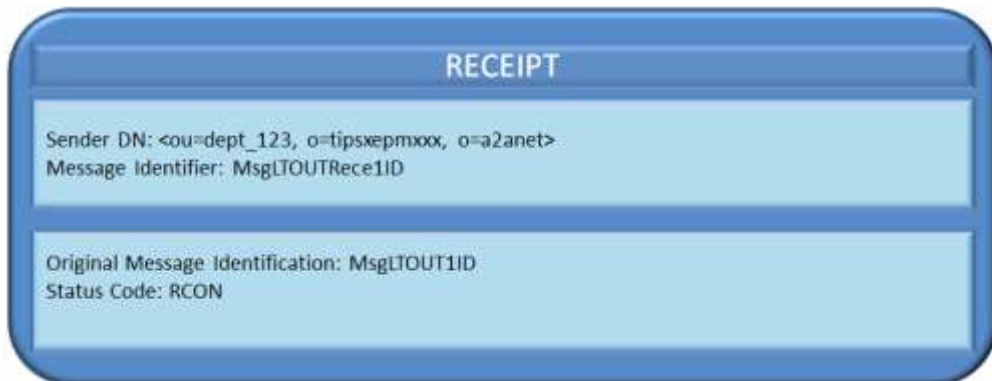 RECEIPT
Sender DN: <ou=dept_123, o=tipsxepmxxx, o=a2anet>
Message Identifier: MsgLTOUTRece1ID
Original Message Identification: MsgLTOUT1ID
Status Code: RCON